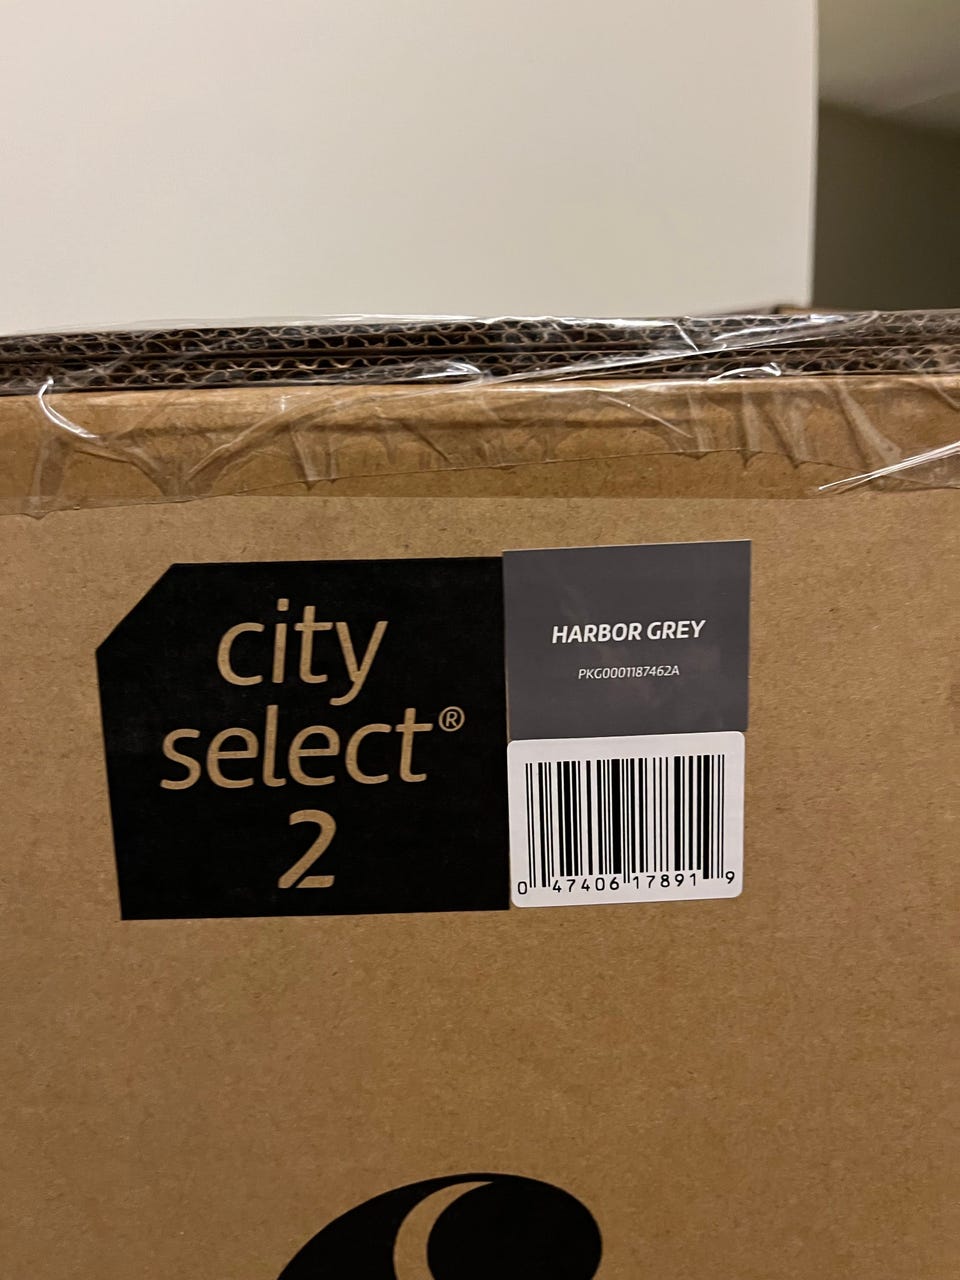 city
select®
2
HARBOR GREY
PKG0001187462A
0 47406 17891 9